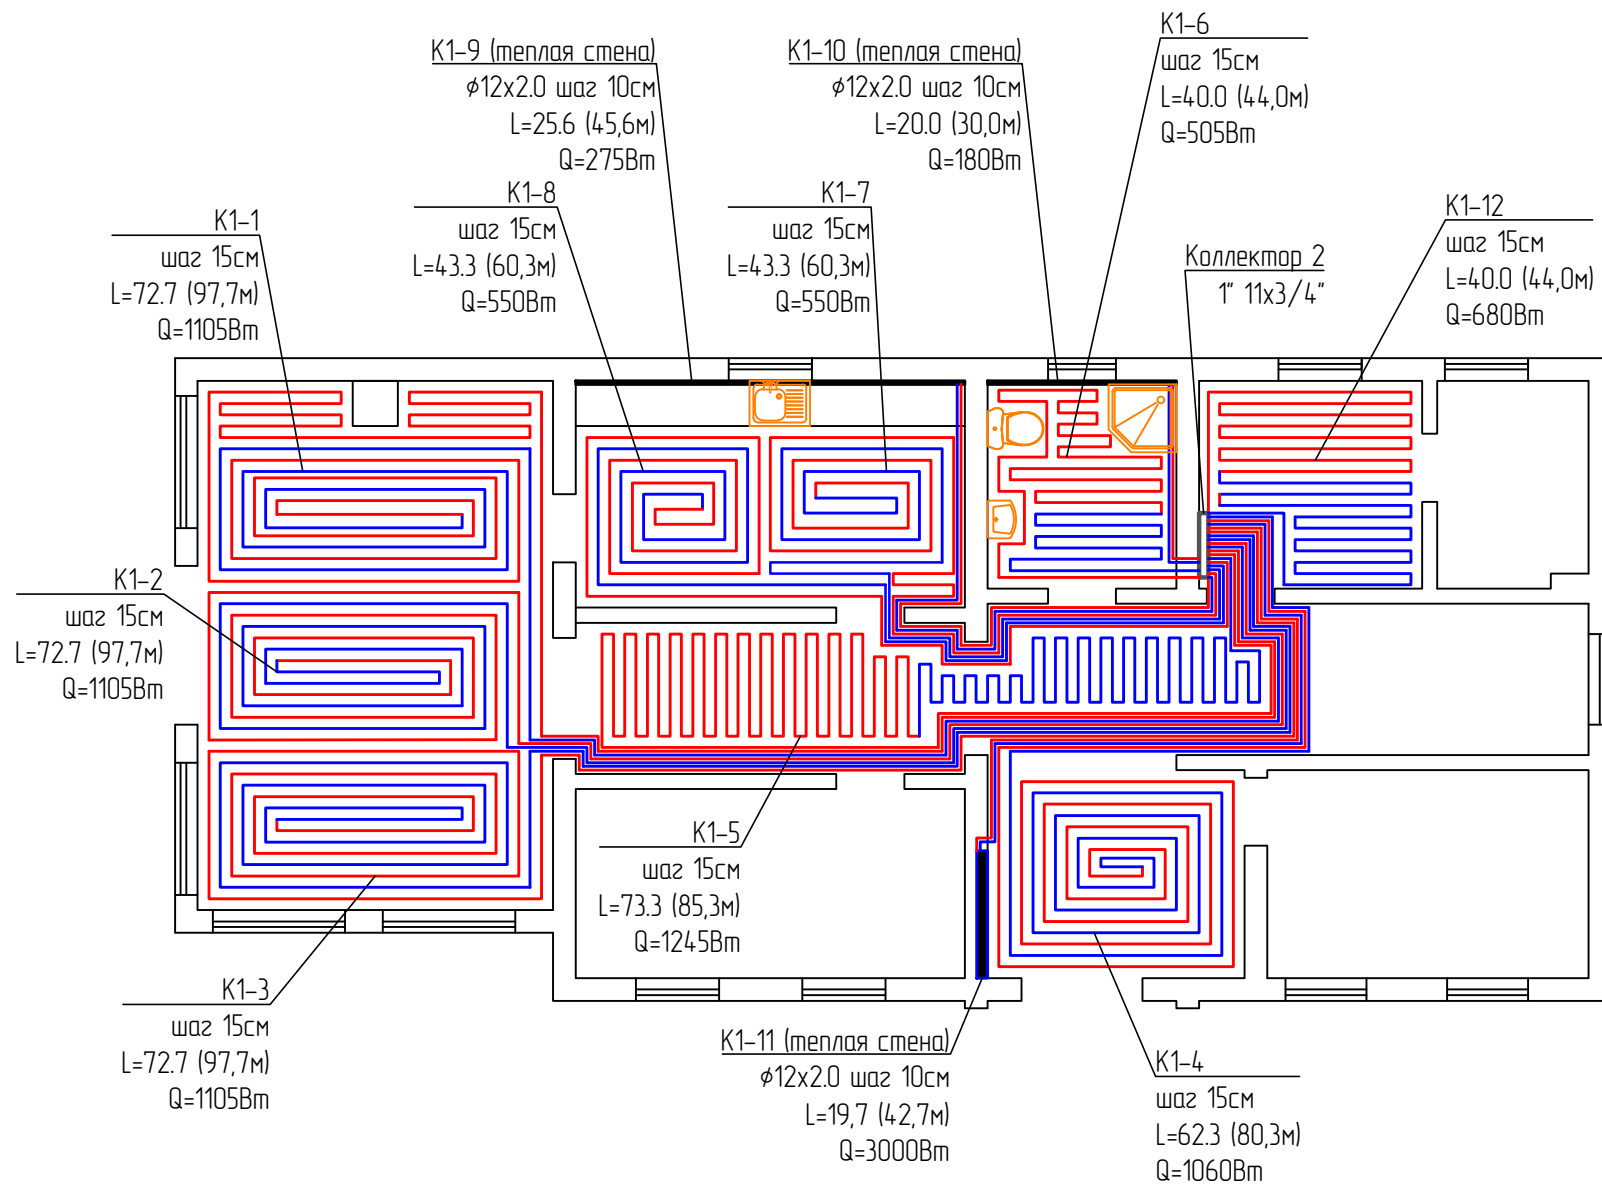 К1-6
шаг 15см
L=40.0 (44,0м)
Q=505Вт
К1-9 (теплая стена)
⌀12x2.0 шаг 10см
L=25.6 (45,6м)
Q=275Вт
К1-10 (теплая стена)
⌀12x2.0 шаг 10см
L=20.0 (30,0м)
Q=180Вт
К1-8
шаг 15см
L=43.3 (60,3м)
Q=550Вт
К1-7
шаг 15см
L=43.3 (60,3м)
Q=550Вт
К1-1
шаг 15см
L=72.7 (97,7м)
Q=1105Вт
К1-12
шаг 15см
L=40.0 (44,0м)
Q=680Вт
Коллектор 2
1" 11x3/4"
К1-2
шаг 15см
L=72.7 (97,7м)
Q=1105Вт
К1-5
шаг 15см
L=73.3 (85,3м)
Q=1245Вт
К1-3
шаг 15см
L=72.7 (97,7м)
Q=1105Вт
К1-11 (теплая стена)
⌀12x2.0 шаг 10см
L=19,7 (42,7м)
Q=3000Вт
К1-4
шаг 15см
L=62.3 (80,3м)
Q=1060Вт